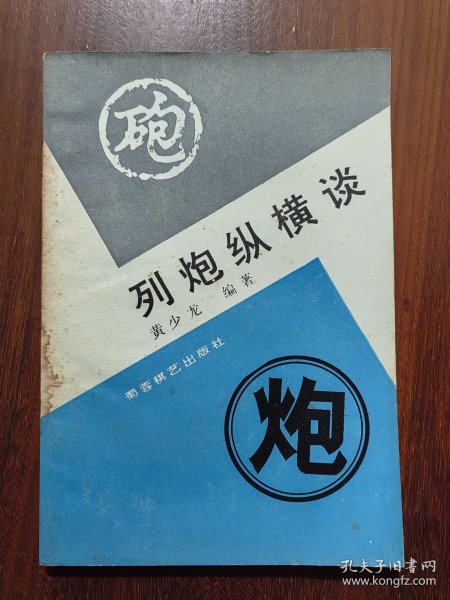 砲
列炮纵横谈
黄少龙 编著
蜀蓉棋艺出版社
炮
孔夫子旧书网
www.kongfz.com